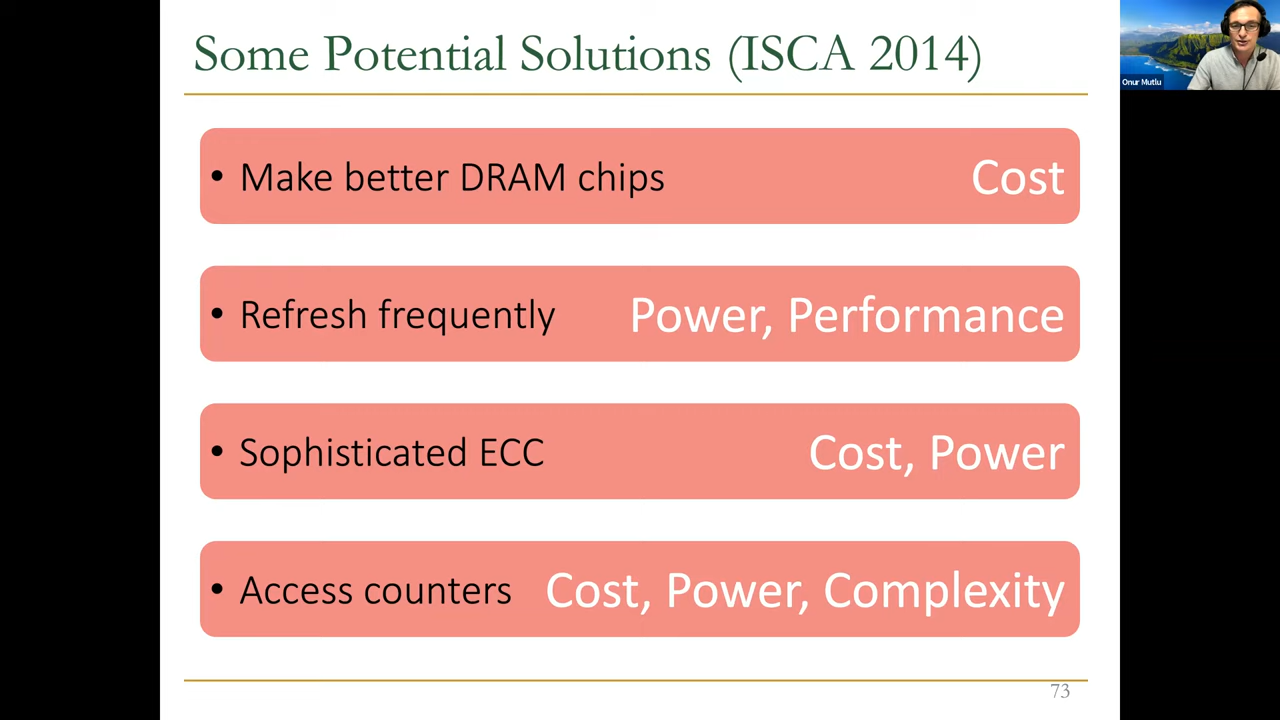 Some Potential Solutions (ISCA 2014)
Onur Mutlu
• Make better DRAM chips Cost
• Refresh frequently Power, Performance
• Sophisticated ECC Cost, Power
• Access counters Cost, Power, Complexity
73